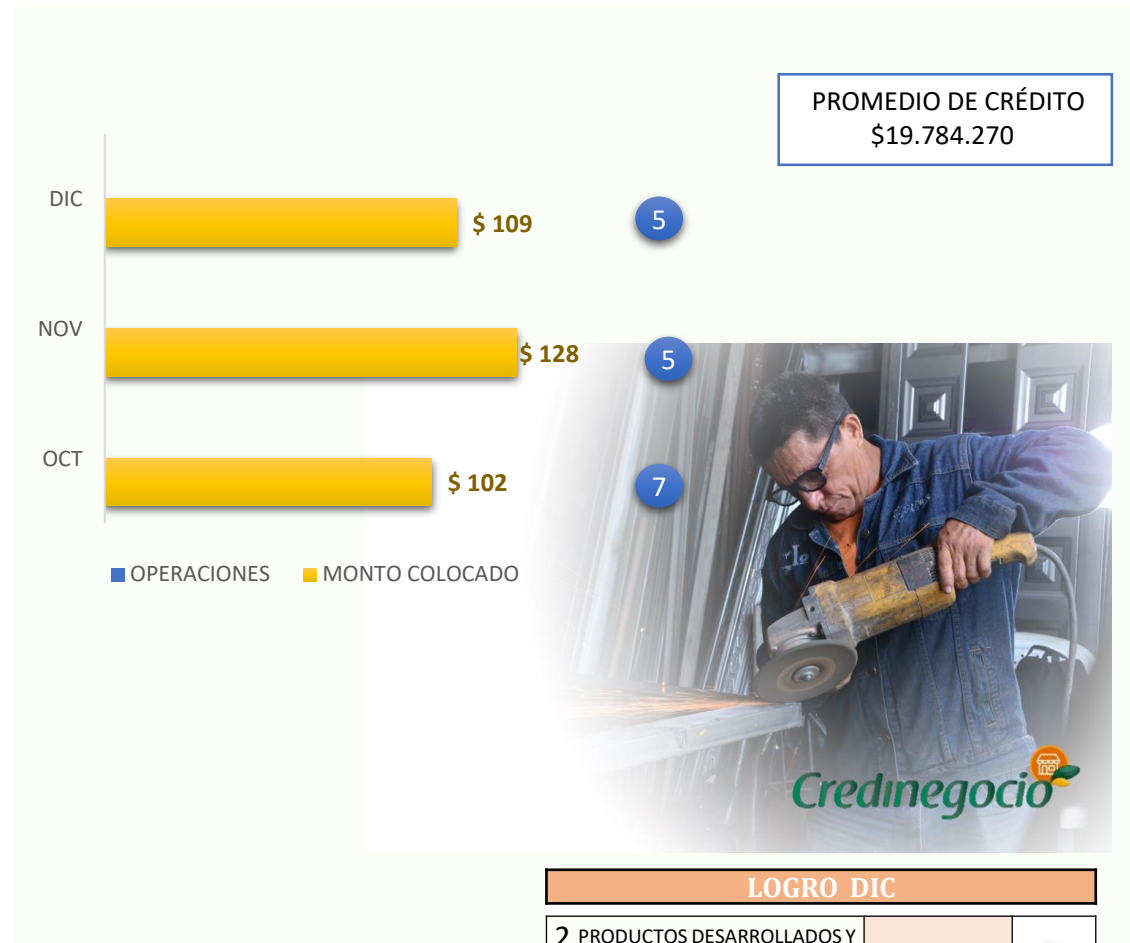 PROMEDIO DE CRÉDITO
$19.784.270
DIC
$ 109
5
NOV
$ 128
5
OCT
$ 102
7
OPERACIONES
MONTO COLOCADO
Credinegocio
LOGRO DIC
2 PRODUCTOS DESARROLLADOS Y